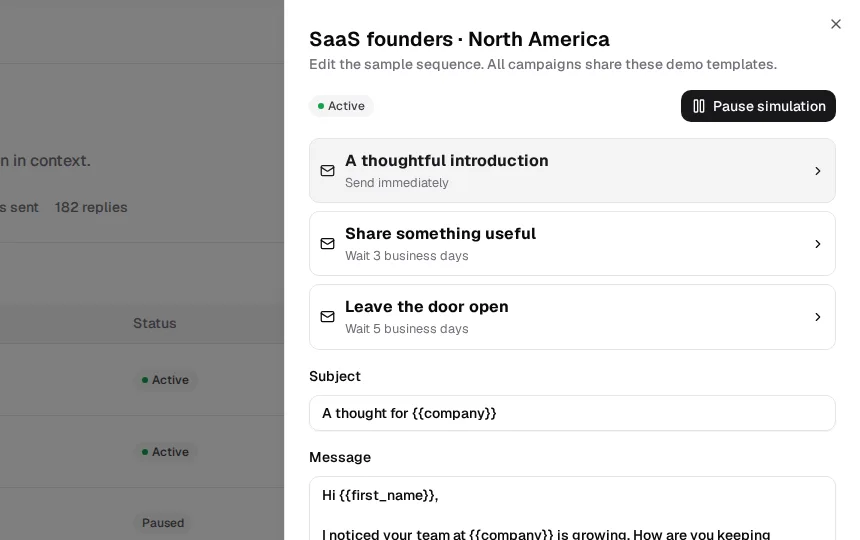 SaaS founders · North America
Edit the sample sequence. All campaigns share these demo templates.
Active
Pause simulation
A thoughtful introduction
Send immediately
Share something useful
Wait 3 business days
Leave the door open
Wait 5 business days
Subject
A thought for {{company}}
Message
Hi {{first_name}},
I noticed your team at {{company}} is growing. How are you keeping
n in context.
s sent 182 replies
Status
Active
Active
Paused